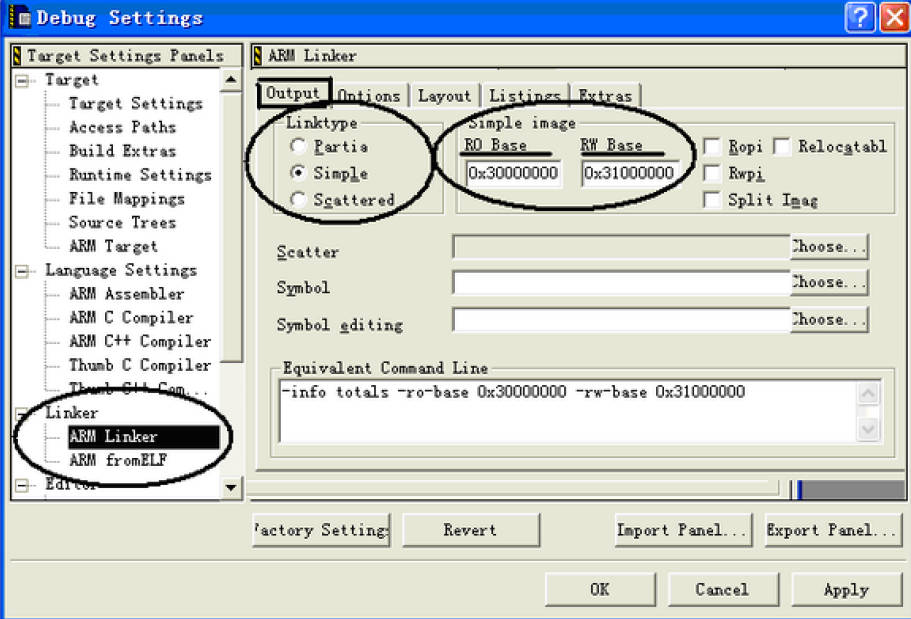 Debug Settings
Target Settings Panels
Target
Target Settings
Access Paths
Build Extras
Runtime Settings
File Mappings
Source Trees
ARM Target
Language Settings
ARM Assembler
ARM C Compiler
ARM C++ Compiler
Thumb C Compiler
Thumb C++ Com...
Linker
ARM Linker
ARM fromELF
Editor
ARM Linker
Output Options Layout Listings Extras
Linktype
Partia
Simple
Scattered
Simple image
RO Base RW Base
0x30000000 0x31000000
Ropi Relocatabl
Rwpi
Split Imag
Scatter Choose...
Symbol Choose...
Symbol editing Choose...
Equivalent Command Line
-info totals -ro-base 0x30000000 -rw-base 0x31000000
Factory Setting: Revert Import Panel... Export Panel...
OK Cancel Apply